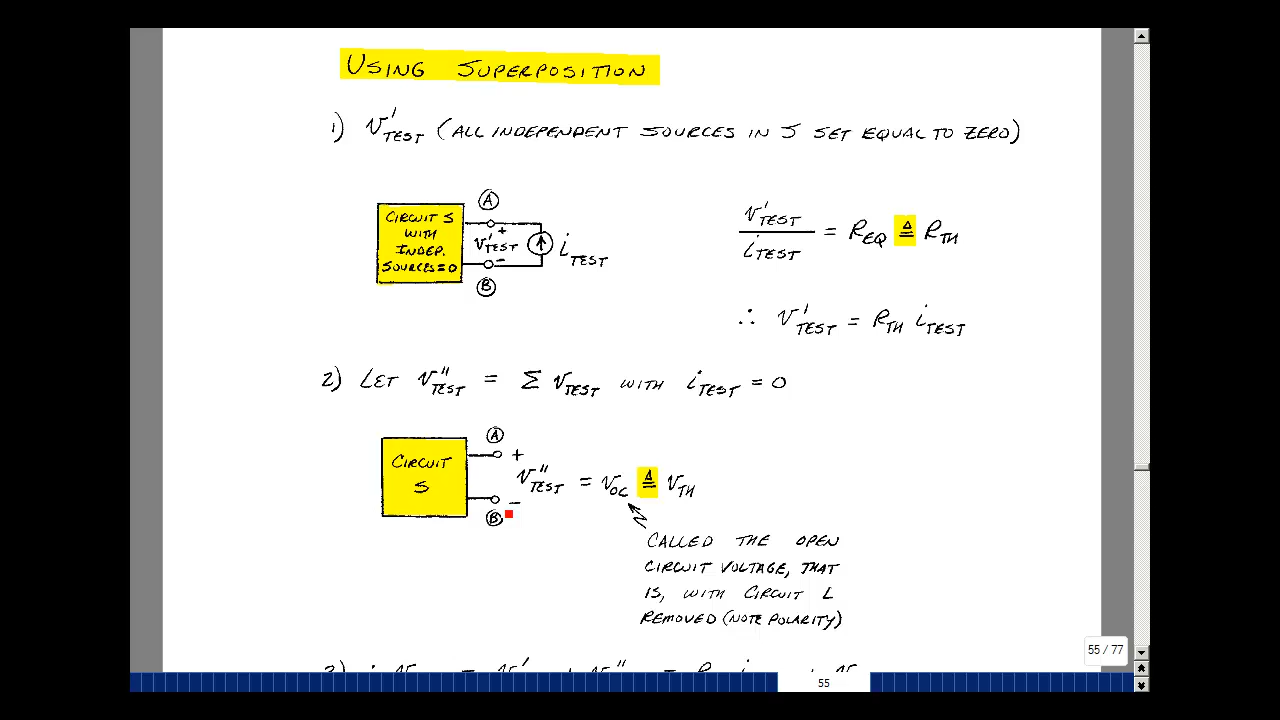 USING SUPERPOSITION
1) V'TEST (ALL INDEPENDENT SOURCES IN S SET EQUAL TO ZERO)
A
CIRCUIT S
WITH
INDEP.
SOURCES=0
+
V'TEST
-
iTEST
B
V'TEST / iTEST = REQ ≜ RTH
∴ V'TEST = RTH iTEST
2) LET V"TEST = Σ VTEST WITH iTEST = 0
A
CIRCUIT
S
+
V"TEST = VOC ≜ VTH
-
B
CALLED THE OPEN
CIRCUIT VOLTAGE, THAT
IS, WITH CIRCUIT L
REMOVED (NOTE POLARITY)
55 / 77
55